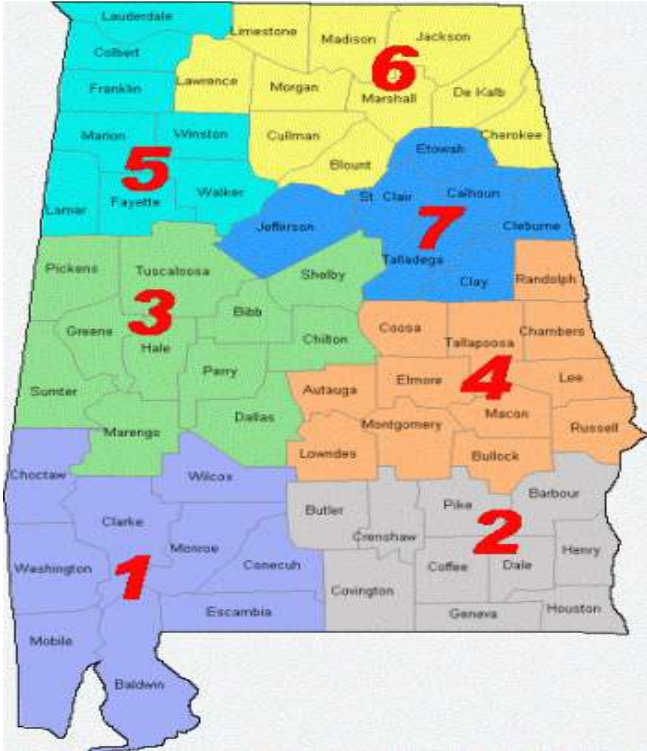 Lauderdale
Limestone
Madison
Jackson
Colbert
6
Lawrence
Franklin
Morgan
Marshall
De Kalb
Marion
Winston
Cullman
Cherokee
Etowah
5
Blount
Fayette
Walker
St. Clair
Calhoun
Lamar
Jefferson
7
Cleburne
Talladega
Pickens
Tuscaloosa
Shelby
Clay
Randolph
3
Bibb
Greene
Hale
Chilton
Coosa
Tallapoosa
Chambers
Perry
Sumter
Autauga
Elmore
4
Lee
Dallas
Macon
Marengo
Montgomery
Russell
Lowndes
Bullock
Choctaw
Wilcox
Butler
Pike
Barbour
Clarke
2
Crenshaw
Monroe
Henry
Washington
1
Conecuh
Coffee
Dale
Covington
Escambia
Geneva
Houston
Mobile
Baldwin